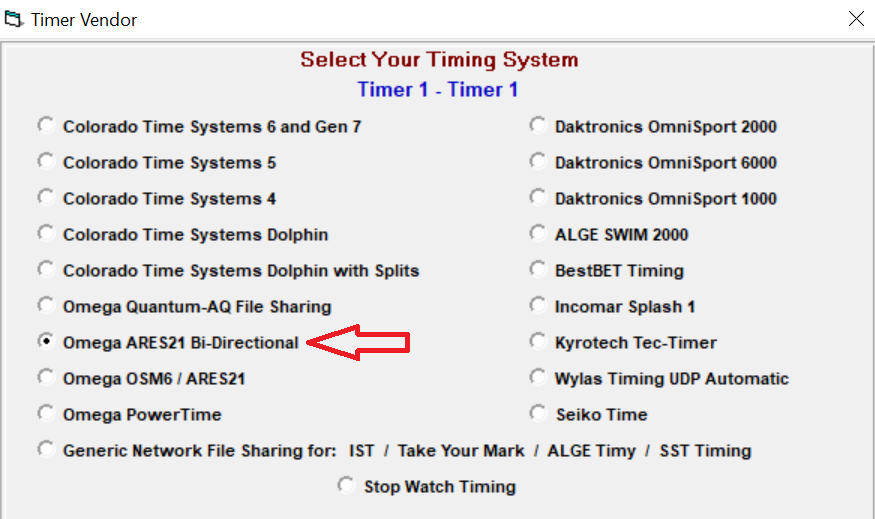 Timer Vendor
Select Your Timing System
Timer 1 - Timer 1
Colorado Time Systems 6 and Gen 7
Colorado Time Systems 5
Colorado Time Systems 4
Colorado Time Systems Dolphin
Colorado Time Systems Dolphin with Splits
Omega Quantum-AQ File Sharing
Omega ARES21 Bi-Directional
Omega OSM6 / ARES21
Omega PowerTime
Daktronics OmniSport 2000
Daktronics OmniSport 6000
Daktronics OmniSport 1000
ALGE SWIM 2000
BestBET Timing
Incomar Splash 1
Kyrotech Tec-Timer
Wylas Timing UDP Automatic
Seiko Time
Generic Network File Sharing for: IST / Take Your Mark / ALGE Timy / SST Timing
Stop Watch Timing